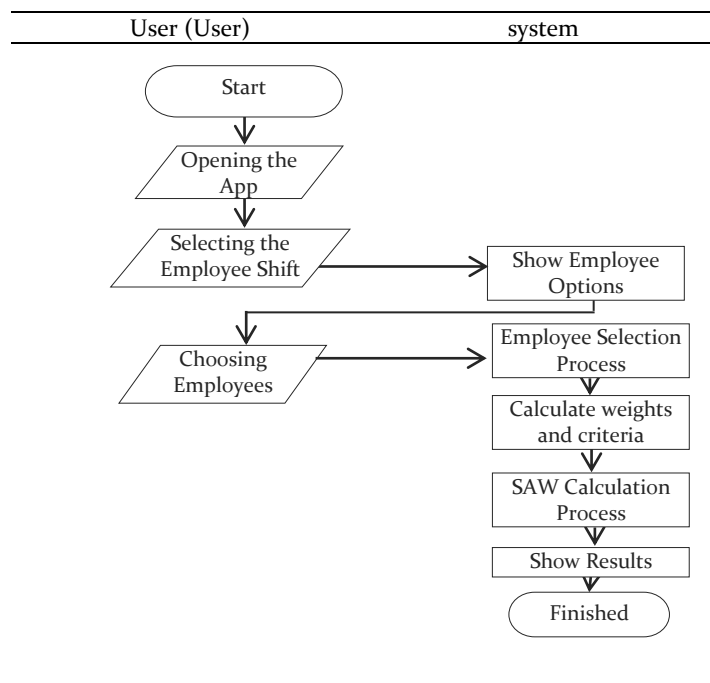 User (User) system
Start
Opening the
App
Selecting the
Employee Shift
Show Employee
Options
Choosing
Employees
Employee Selection
Process
Calculate weights
and criteria
SAW Calculation
Process
Show Results
Finished